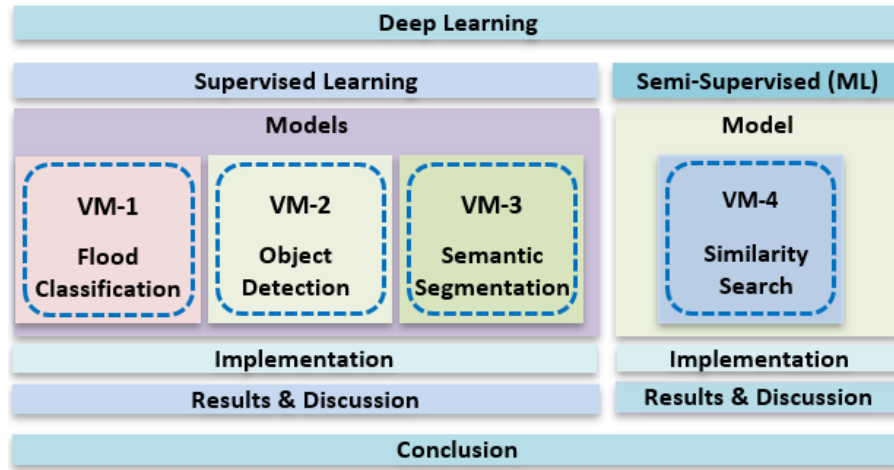 Deep Learning
Supervised Learning
Semi-Supervised (ML)
Models
Model
VM-1
Flood
Classification
VM-2
Object
Detection
VM-3
Semantic
Segmentation
VM-4
Similarity
Search
Implementation
Implementation
Results & Discussion
Results & Discussion
Conclusion